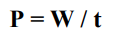 P = W / t